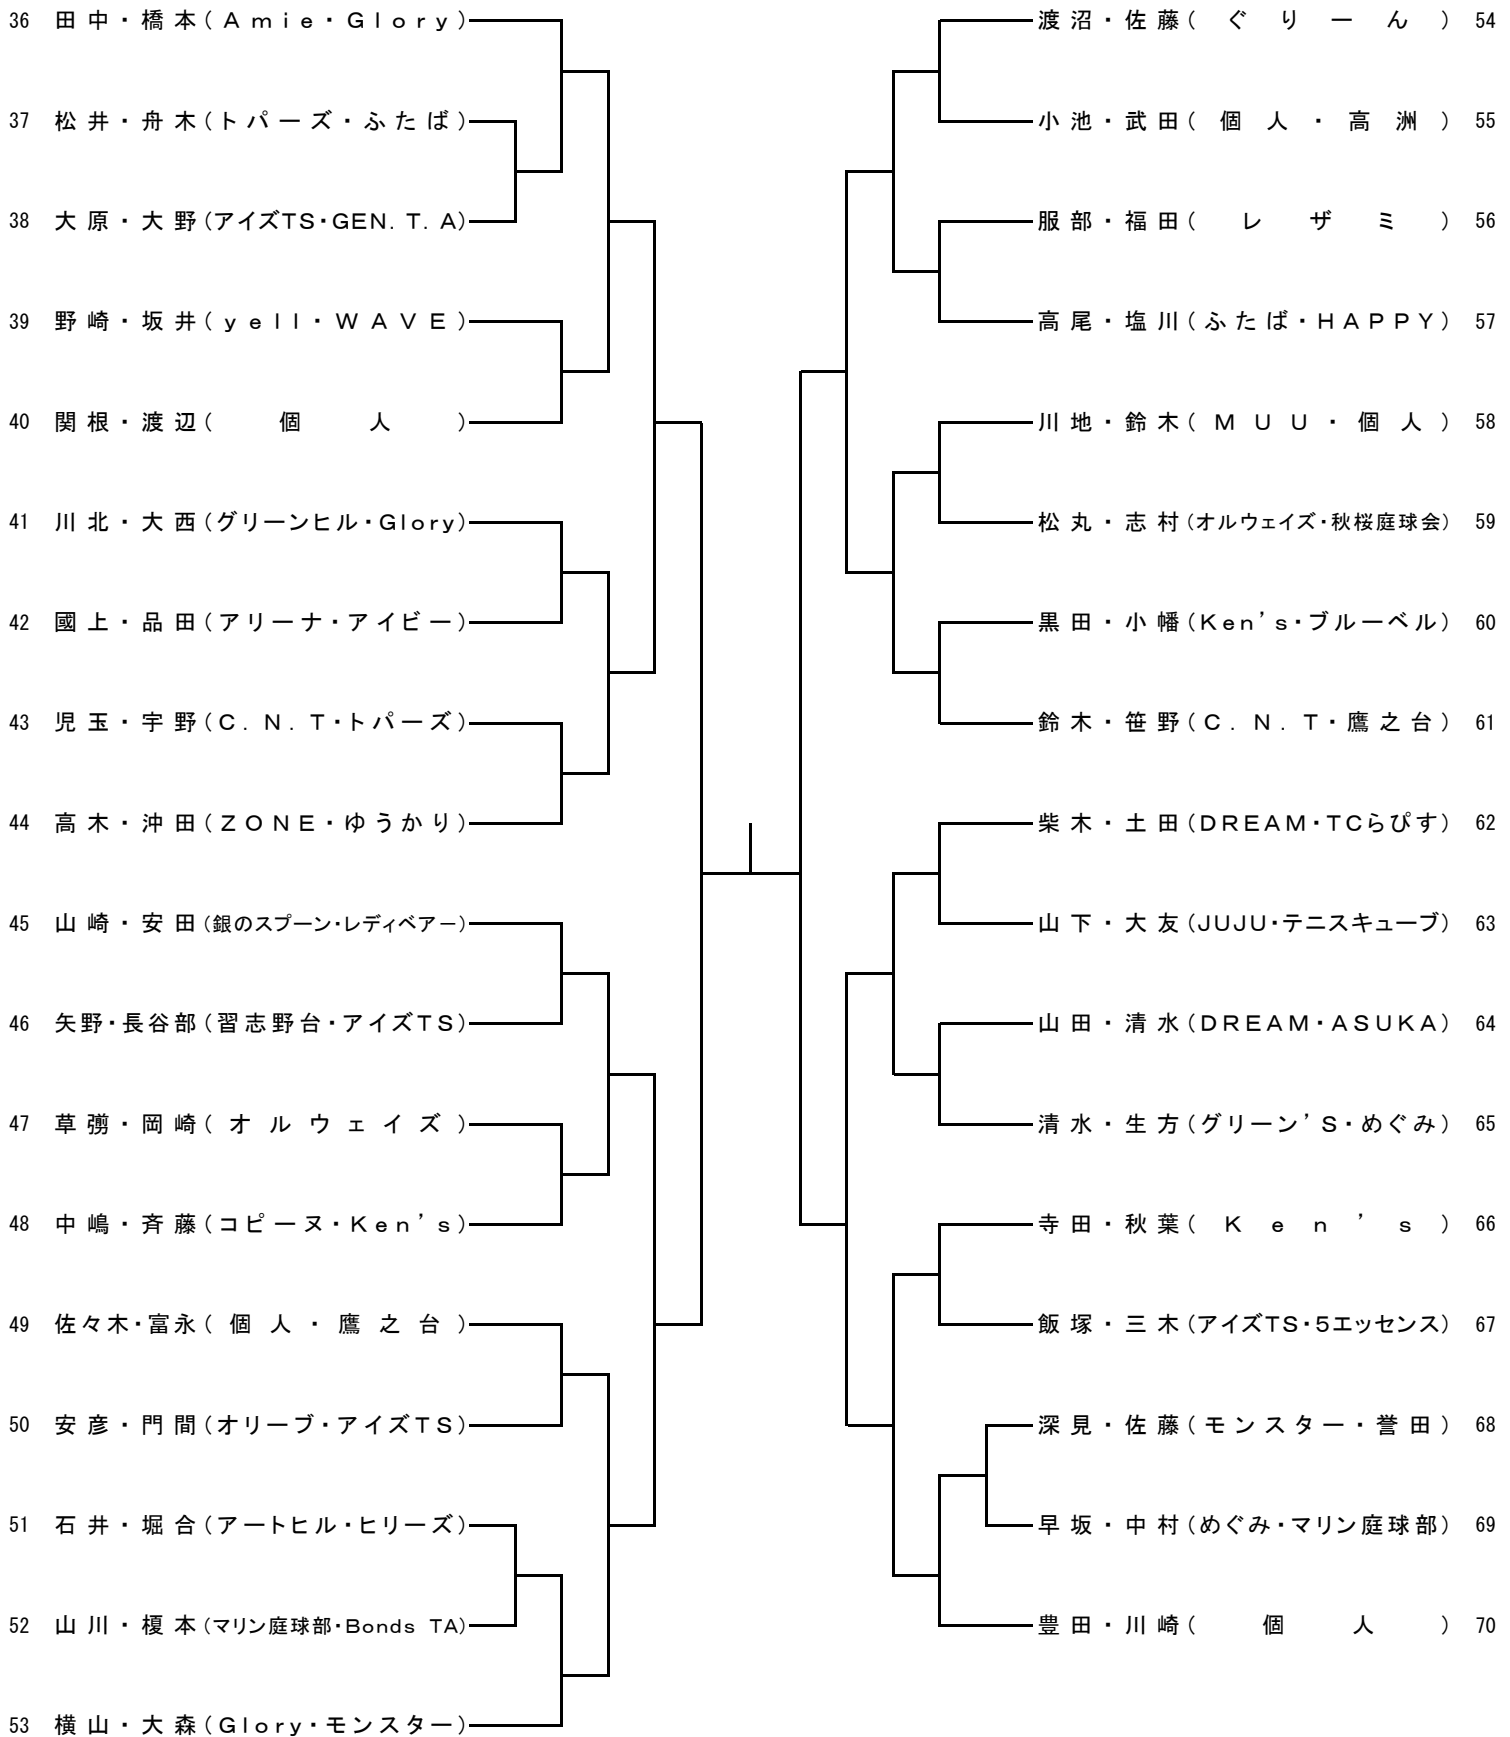 36 田中・橋本(Amie・Glory)
37 松井・舟木(トパーズ・ふたば)
38 大原・大野(アイズTS・GEN.T.A)
39 野崎・坂井(yell・WAVE)
40 関根・渡辺(個人)
41 川北・大西(グリーンヒル・Glory)
42 國上・品田(アリーナ・アイビー)
43 児玉・宇野(C.N.T・トパーズ)
44 高木・沖田(ZONE・ゆうかり)
45 山崎・安田(銀のスプーン・レディベアー)
46 矢野・長谷部(習志野台・アイズTS)
47 草彅・岡崎(オルウェイズ)
48 中嶋・斉藤(コピーヌ・Ken's)
49 佐々木・富永(個人・鷹之台)
50 安彦・門間(オリーブ・アイズTS)
51 石井・堀合(アートヒル・ヒリーズ)
52 山川・榎本(マリン庭球部・Bonds TA)
53 横山・大森(Glory・モンスター)
渡沼・佐藤(ぐりーん) 54
小池・武田(個人・高洲) 55
服部・福田(レザミ) 56
高尾・塩川(ふたば・HAPPY) 57
川地・鈴木(MUU・個人) 58
松丸・志村(オルウェイズ・秋桜庭球会) 59
黒田・小幡(Ken's・ブルーベル) 60
鈴木・笹野(C.N.T・鷹之台) 61
柴木・土田(DREAM・TCらぴす) 62
山下・大友(JUJU・テニスキューブ) 63
山田・清水(DREAM・ASUKA) 64
清水・生方(グリーン'S・めぐみ) 65
寺田・秋葉(Ken's) 66
飯塚・三木(アイズTS・5エッセンス) 67
深見・佐藤(モンスター・誉田) 68
早坂・中村(めぐみ・マリン庭球部) 69
豊田・川崎(個人) 70